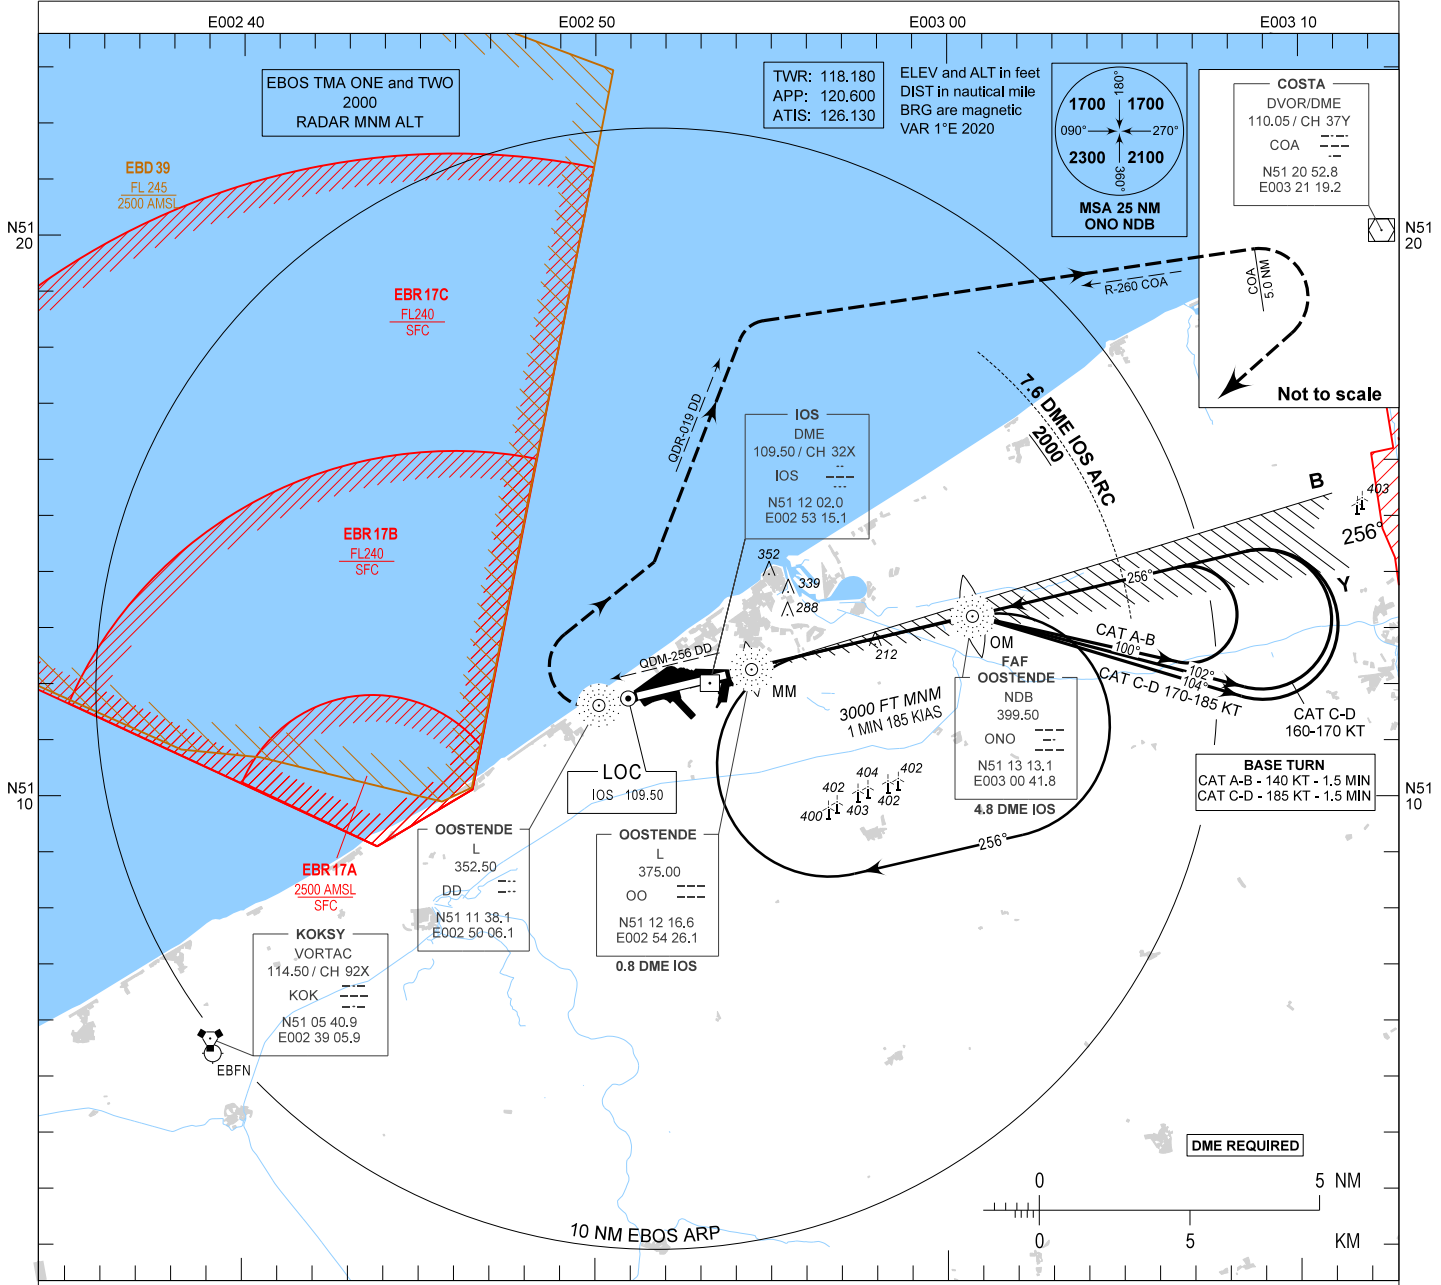 E002 40
E002 50
E003 00
E003 10
EBOS TMA ONE and TWO
2000
RADAR MNM ALT
TWR: 118.180
APP: 120.600
ATIS: 126.130
ELEV and ALT in feet
DIST in nautical mile
BRG are magnetic
VAR 1°E 2020
180°
1700
1700
090°
270°
2300
2100
360°
MSA 25 NM
ONO NDB
COSTA
DVOR/DME
110.05 / CH 37Y
COA
N51 20 52.8
E003 21 19.2
EBD 39
FL 245
2500 AMSL
N51
20
N51
20
COA
5.0 NM
R-260 COA
EBR 17C
FL240
SFC
Not to scale
7.6 DME IOS ARC
2000
QDR-019 DD
IOS
DME
109.50 / CH 32X
IOS
N51 12 02.0
E002 53 15.1
B
403
256°
EBR 17B
FL240
SFC
352
339
288
256°
Y
212
OM
CAT A-B
100°
102°
104°
CAT C-D 170-185 KT
QDM-256 DD
MM
FAF
OOSTENDE
NDB
399.50
ONO
N51 13 13.1
E003 00 41.8
4.8 DME IOS
3000 FT MNM
1 MIN 185 KIAS
CAT C-D
160-170 KT
BASE TURN
CAT A-B - 140 KT - 1.5 MIN
CAT C-D - 185 KT - 1.5 MIN
LOC
IOS 109.50
N51
10
N51
10
402
404
402
400
403
402
256°
OOSTENDE
L
352.50
DD
N51 11 38.1
E002 50 06.1
OOSTENDE
L
375.00
OO
N51 12 16.6
E002 54 26.1
0.8 DME IOS
EBR 17A
2500 AMSL
SFC
KOKSY
VORTAC
114.50 / CH 92X
KOK
N51 05 40.9
E002 39 05.9
EBFN
DME REQUIRED
0
5 NM
0
5
KM
10 NM EBOS ARP